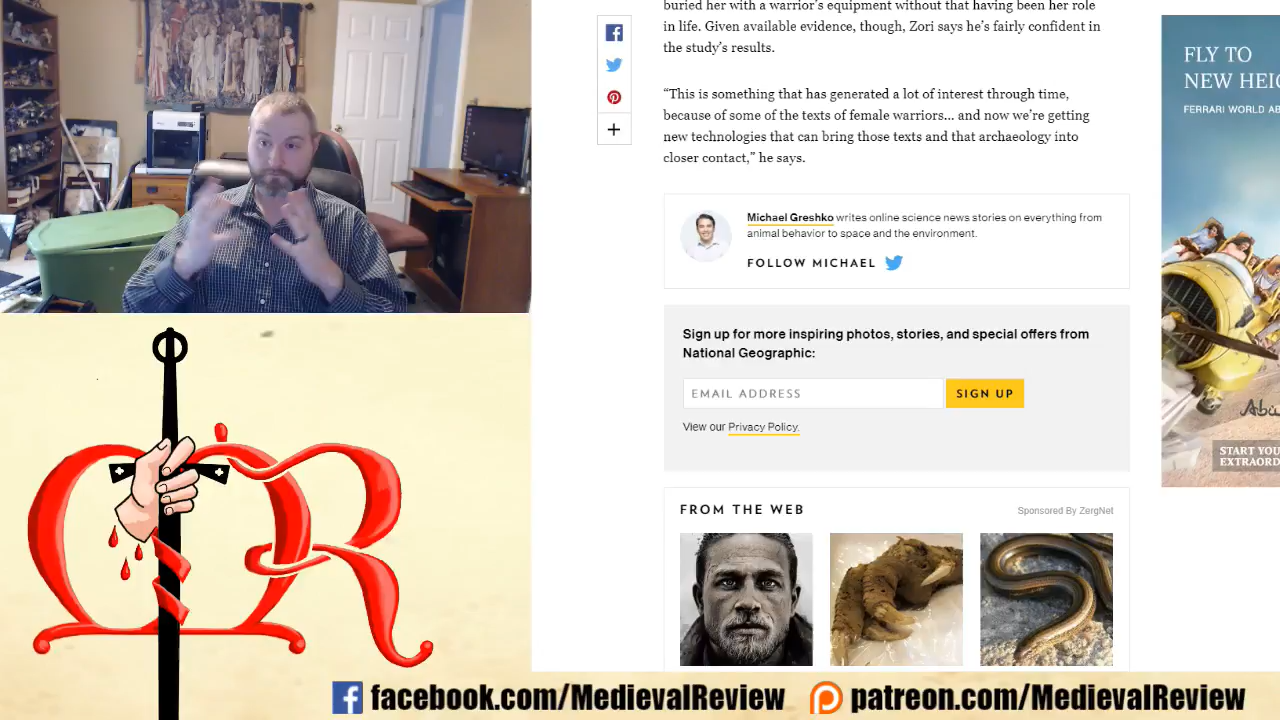 buried her with a warrior's equipment without that having been her role
in life. Given available evidence, though, Zori says he's fairly confident in
the study's results.
“This is something that has generated a lot of interest through time,
because of some of the texts of female warriors... and now we're getting
new technologies that can bring those texts and that archaeology into
closer contact,” he says.
Michael Greshko writes online science news stories on everything from
animal behavior to space and the environment.
FOLLOW MICHAEL
Sign up for more inspiring photos, stories, and special offers from
National Geographic:
EMAIL ADDRESS
SIGN UP
View our Privacy Policy.
FROM THE WEB
Sponsored By ZergNet
FLY TO
NEW
FERRARI WORLD
START
MR
facebook.com/MedievalReview
patreon.com/MedievalReview